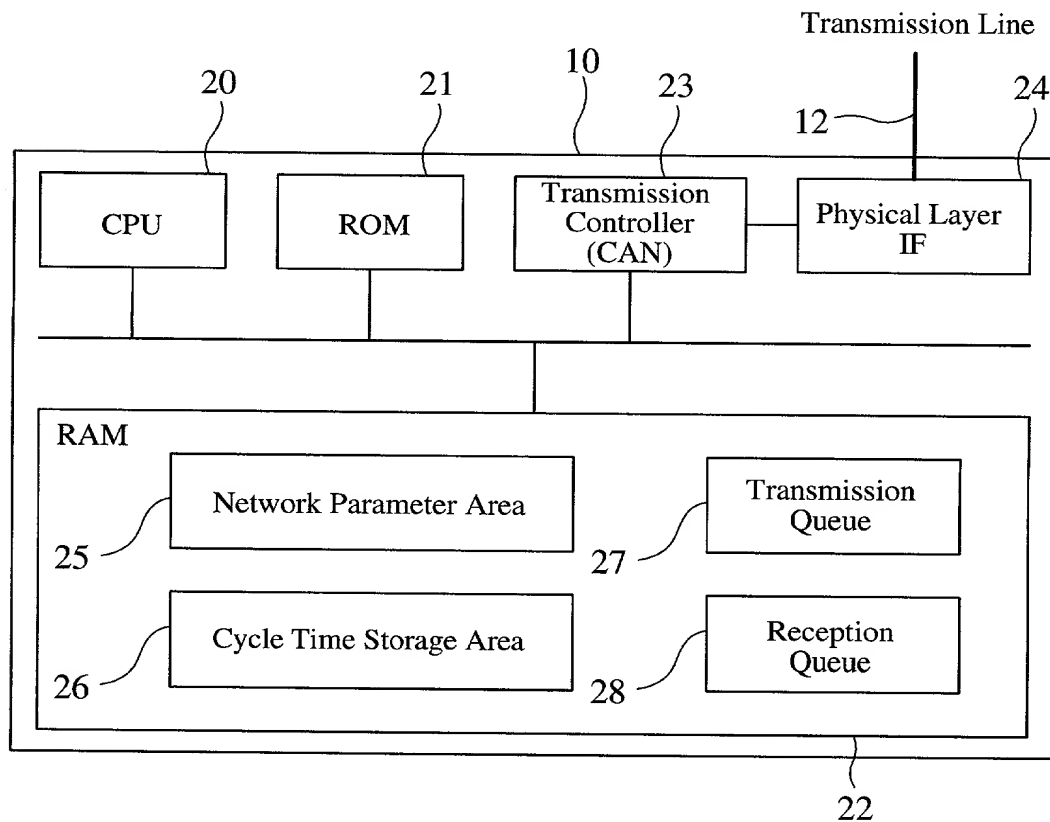 Transmission Line
20
21
10
23
12
24
CPU
ROM
Transmission
Controller
(CAN)
Physical Layer
IF
RAM
Network Parameter Area
25
Transmission
Queue
27
Cycle Time Storage Area
26
Reception
Queue
28
22